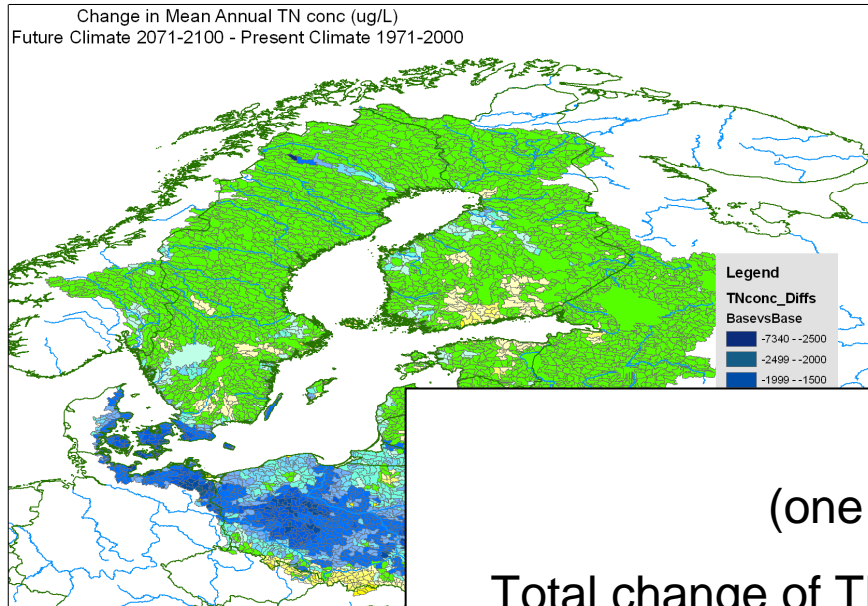 Change in Mean Annual TN conc (ug/L)
Future Climate 2071-2100 - Present Climate 1971-2000
Legend
TNconc_Diffs
BasevsBase
-7340 - -2500
-2499 - -2000
-1999 - -1500
(one
Total change of